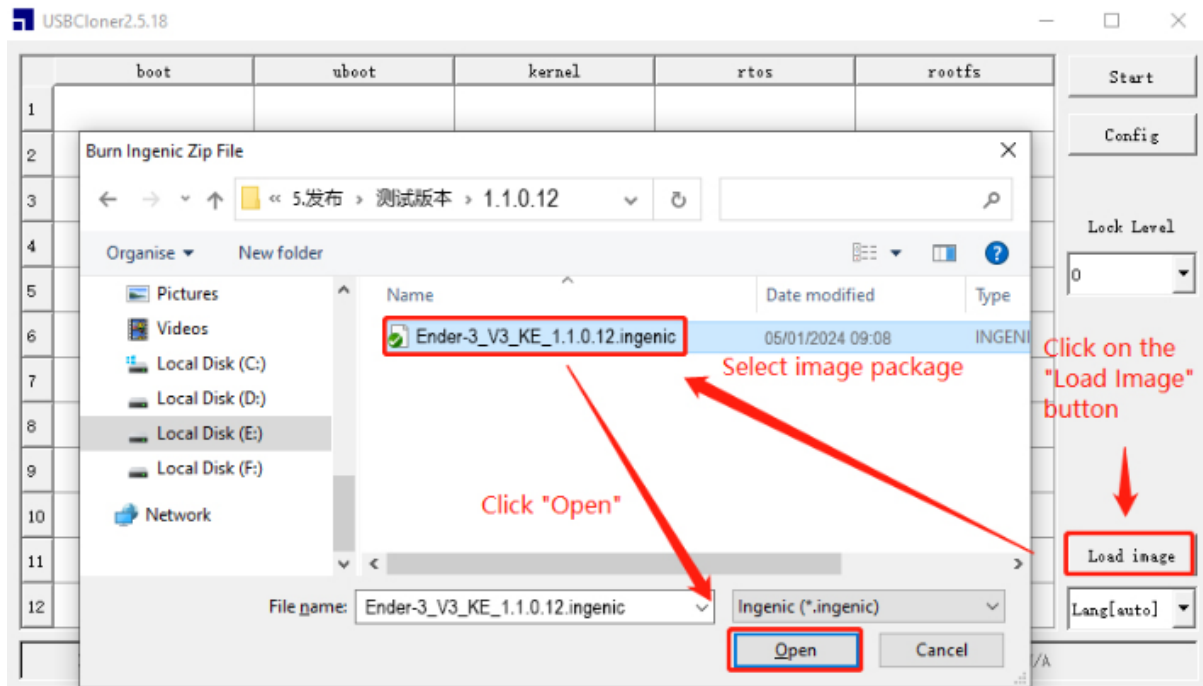 USBCloner2.5.18
boot uboot kernel rtos rootfs
Start
1
Config
2
Burn Ingenic Zip File
3
« 5.发布 › 测试版本 › 1.1.0.12
Lock Level
4
Organise New folder
0
5
Pictures
Name Date modified Type
6
Videos
Ender-3_V3_KE_1.1.0.12.ingenic 05/01/2024 09:08 INGENI
Click on the
"Load Image"
button
Select image package
Local Disk (C:)
7
Local Disk (D:)
8
Local Disk (E:)
9
Local Disk (F:)
Click "Open"
10
Network
11
Load image
12
File name: Ender-3_V3_KE_1.1.0.12.ingenic Ingenic (*.ingenic)
Lang[auto]
Open Cancel
/A